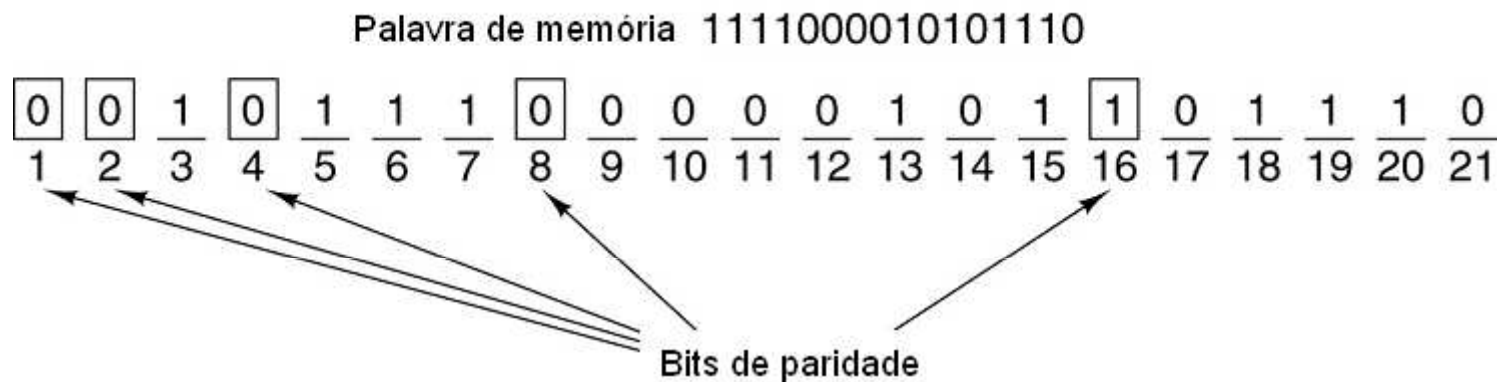 Palavra de memória 1111000010101110
0 0 1 0 1 1 1 0 0 0 0 0 1 0 1 1 0 1 1 1 0
1 2 3 4 5 6 7 8 9 10 11 12 13 14 15 16 17 18 19 20 21
Bits de paridade